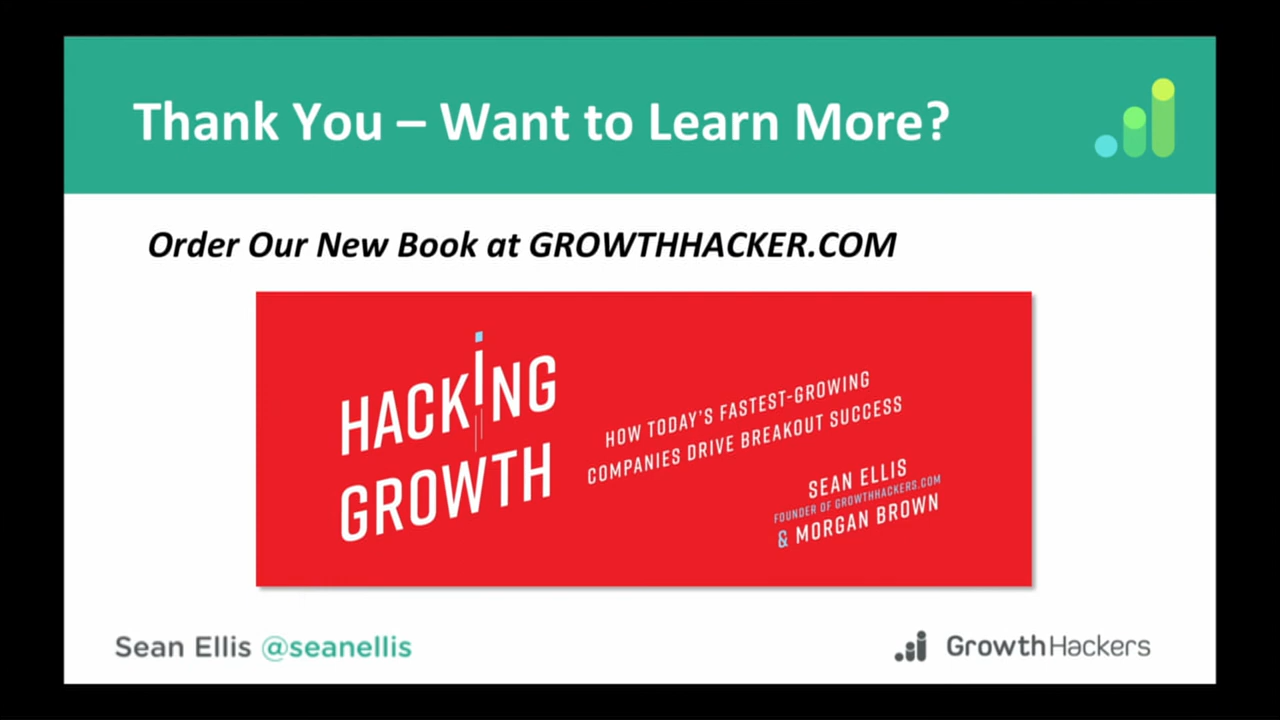 Thank You – Want to Learn More?
Order Our New Book at GROWTHHACKER.COM
HACKING
GROWTH
HOW TODAY'S FASTEST-GROWING
COMPANIES DRIVE BREAKOUT SUCCESS
SEAN ELLIS
FOUNDER OF GROWTHHACKERS.COM
& MORGAN BROWN
Sean Ellis @seanellis
GrowthHackers